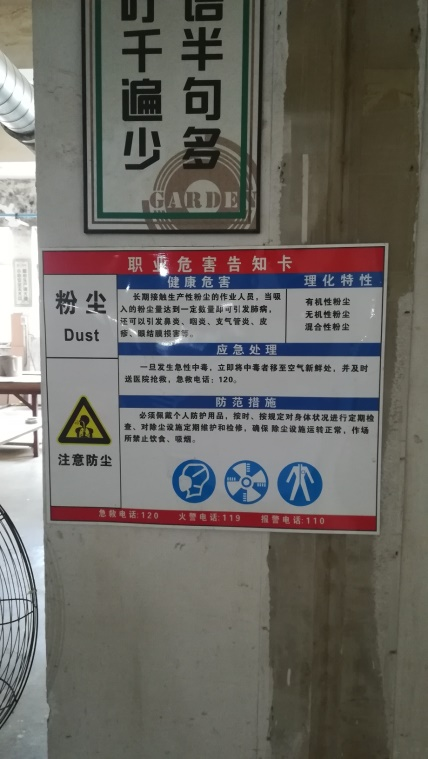 语半句多
时千遍少
GARDEN
职业危害告知卡
粉尘
Dust
注意防尘
健康危害
长期接触生产性粉尘的作业人员，当吸
入的粉尘量达到一定数量即可引发肺病，
还可以引发鼻炎、咽炎、支气管炎、皮
疹、眼结膜损害等。
理化特性
有机性粉尘
无机性粉尘
混合性粉尘
应急处理
一旦发生急性中毒，立即将中毒者移至空气新鲜处，并及时
送医院抢救，急救电话：120。
防范措施
必须佩戴个人防护用品，按时、按规定对身体状况进行定期检
查、对除尘设施定期维护和检修，确保除尘设施运转正常，作场
所禁止饮食、吸烟。
急救电话:120 火警电话:119 报警电话:110